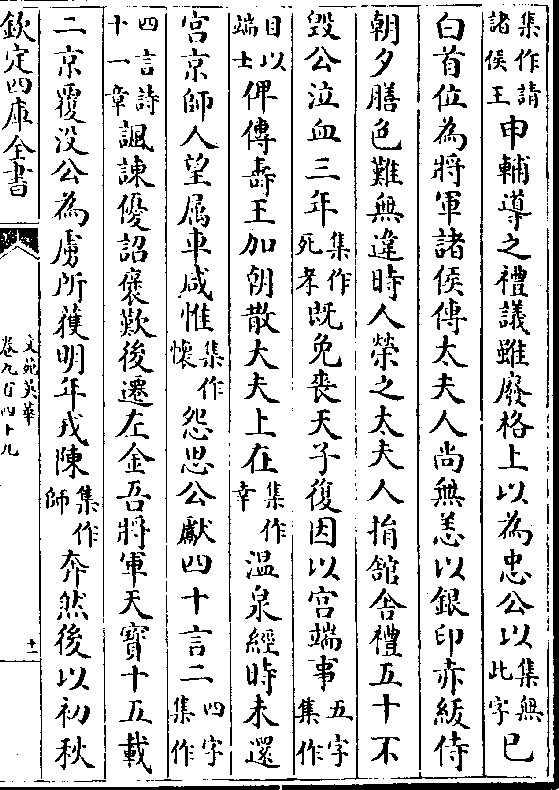 集作請諸侯王申輔導之禮議雖廢格上以為忠公以集無此字已
白首位為將軍諸侯傅太夫人尚無恙以銀印赤紱侍
朝夕膳色難無違時人榮之太夫人捐舘舍禮五十不
毀公泣血三年集作死孝既免喪天子復因以宮端事五字集作
目以端士俾傅壽王加朝散大夫上在集作幸温泉經時未還
宮京師人望属車咸惟集作懷怨思公獻四十言二四字集作
四言詩十一章諷諫優詔褒歎後遷左金吾將軍天寶十五載
二京覆没公為虜所獲明年戎陳集作師奔然後以初秋
欽定四庫全書
文苑英華
卷九百四十九
十一